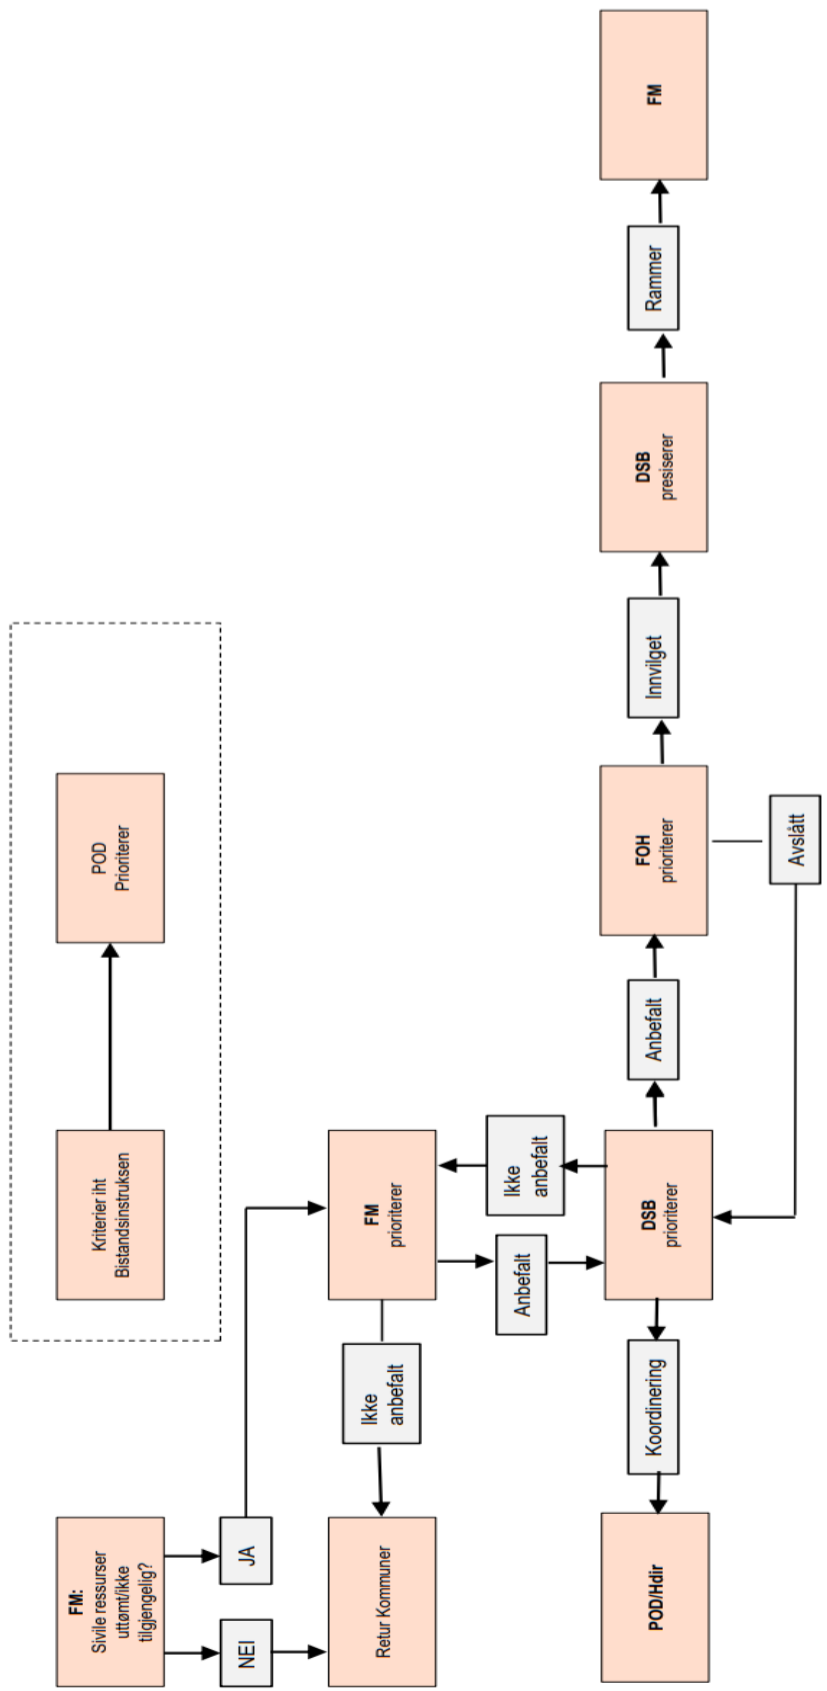 FM:
Sivile ressurser
uttømt/ikke
tilgjengelig?
Kriterier iht
Bistandsinstruksen
POD
Prioriterer
NEI
JA
Retur Kommuner
Ikke
anbefalt
FM
prioriterer
Anbefalt
Ikke
anbefalt
POD/Hdir
Koordinering
DSB
prioriterer
Anbefalt
FOH
prioriterer
Innvilget
DSB
presiserer
Rammer
FM
Avslått